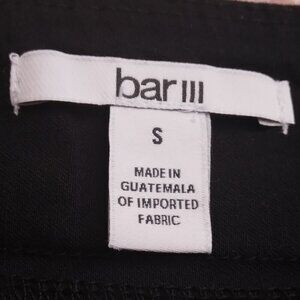 bar III
S
MADE IN
GUATEMALA
OF IMPORTED
FABRIC